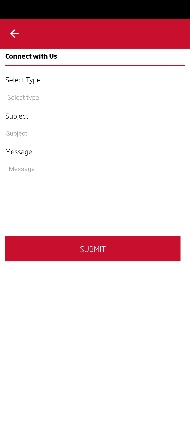 Connect with Us
Select Type
Select type
Subject
Subject
Message
Message
SUBMIT